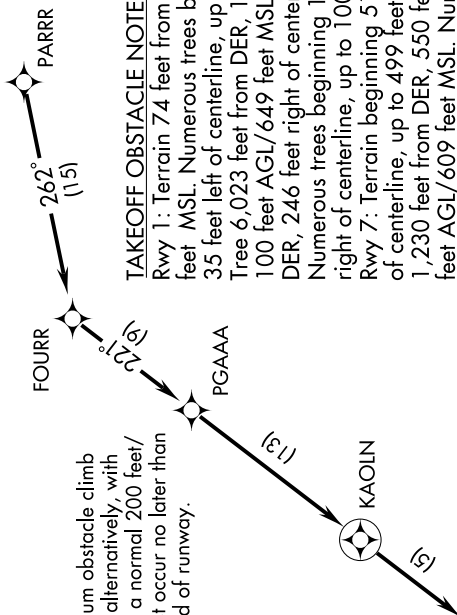 PARRR
262°
(15)
FOURR
221°
(9)
PGAAA
(13)
KAOLN
(5)
um obstacle climb
alternatively, with
a normal 200 feet/
t occur no later than
d of runway.
TAKEOFF OBSTACLE NOTE
Rwy 1: Terrain 74 feet from
feet MSL. Numerous trees b
35 feet left of centerline, up
Tree 6,023 feet from DER, 1
100 feet AGL/649 feet MSL
DER, 246 feet right of center
Numerous trees beginning 1
right of centerline, up to 100
Rwy 7: Terrain beginning 5
of centerline, up to 499 feet
1,230 feet from DER, 550 fe
feet AGL/609 feet MSL. Nu